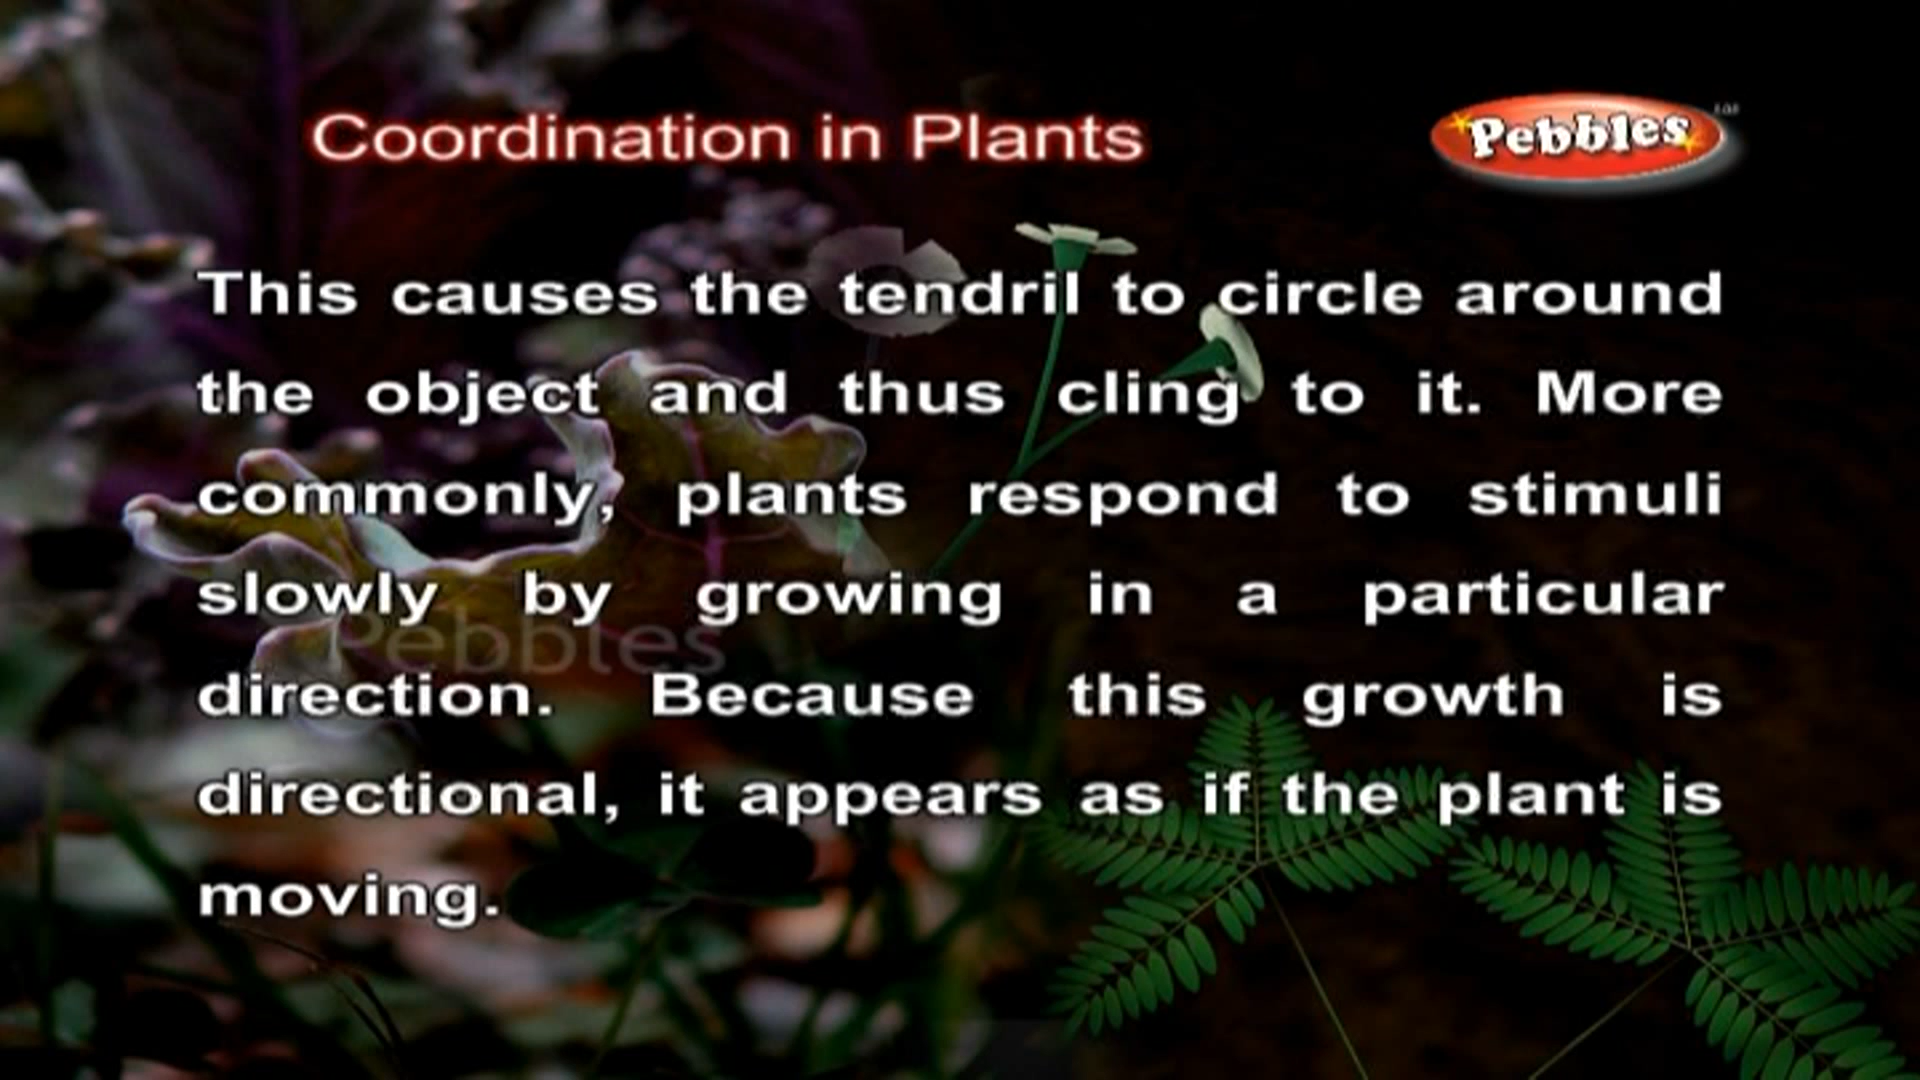 Coordination in Plants
Pebbles
This causes the tendril to circle around
the object and thus cling to it. More
commonly, plants respond to stimuli
slowly by growing in a particular
Pebbles
direction. Because this growth is
directional, it appears as if the plant is
moving.